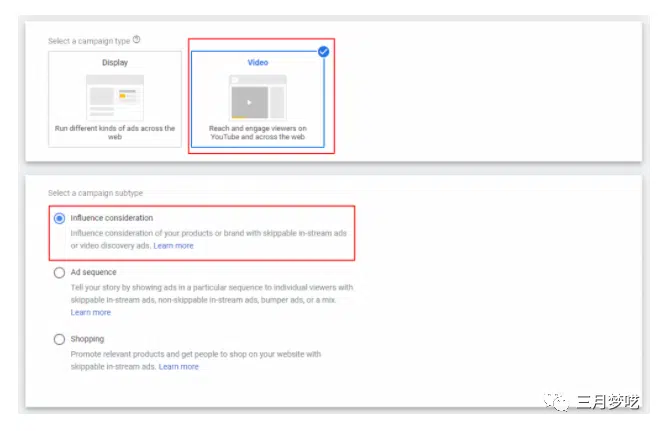 Select a campaign type
Display
Video
Run different kinds of ads across the
web
Reach and engage viewers on
YouTube and across the web
Select a campaign subtype
Influence consideration
Influence consideration of your products or brand with skippable in-stream ads
or video discovery ads. Learn more
Ad sequence
Tell your story by showing ads in a particular sequence to individual viewers with
skippable in-stream ads, non-skippable in-stream ads, bumper ads, or a mix.
Learn more
Shopping
Promote relevant products and get people to shop on your website with
skippable in-stream ads. Learn more
三月梦呓